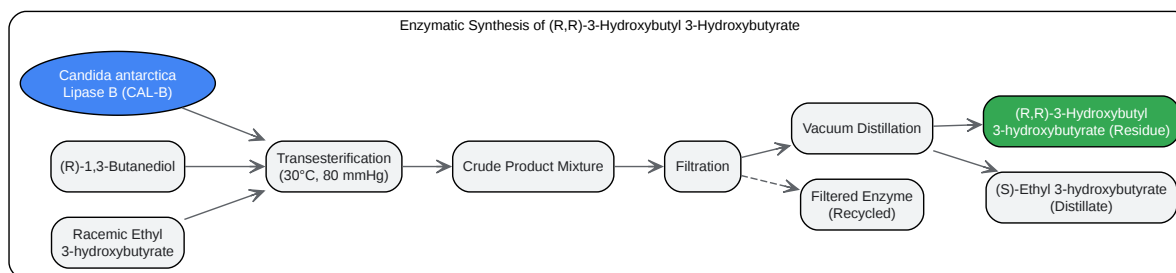 Enzymatic Synthesis of (R,R)-3-Hydroxybutyl 3-Hydroxybutyrate
Candida antarctica
Lipase B (CAL-B)
(R)-1,3-Butanediol
Racemic Ethyl
3-hydroxybutyrate
Transesterification
(30°C, 80 mmHg)
Crude Product Mixture
Filtration
Vacuum Distillation
Filtered Enzyme
(Recycled)
(R,R)-3-Hydroxybutyl
3-hydroxybutyrate (Residue)
(S)-Ethyl 3-hydroxybutyrate
(Distillate)